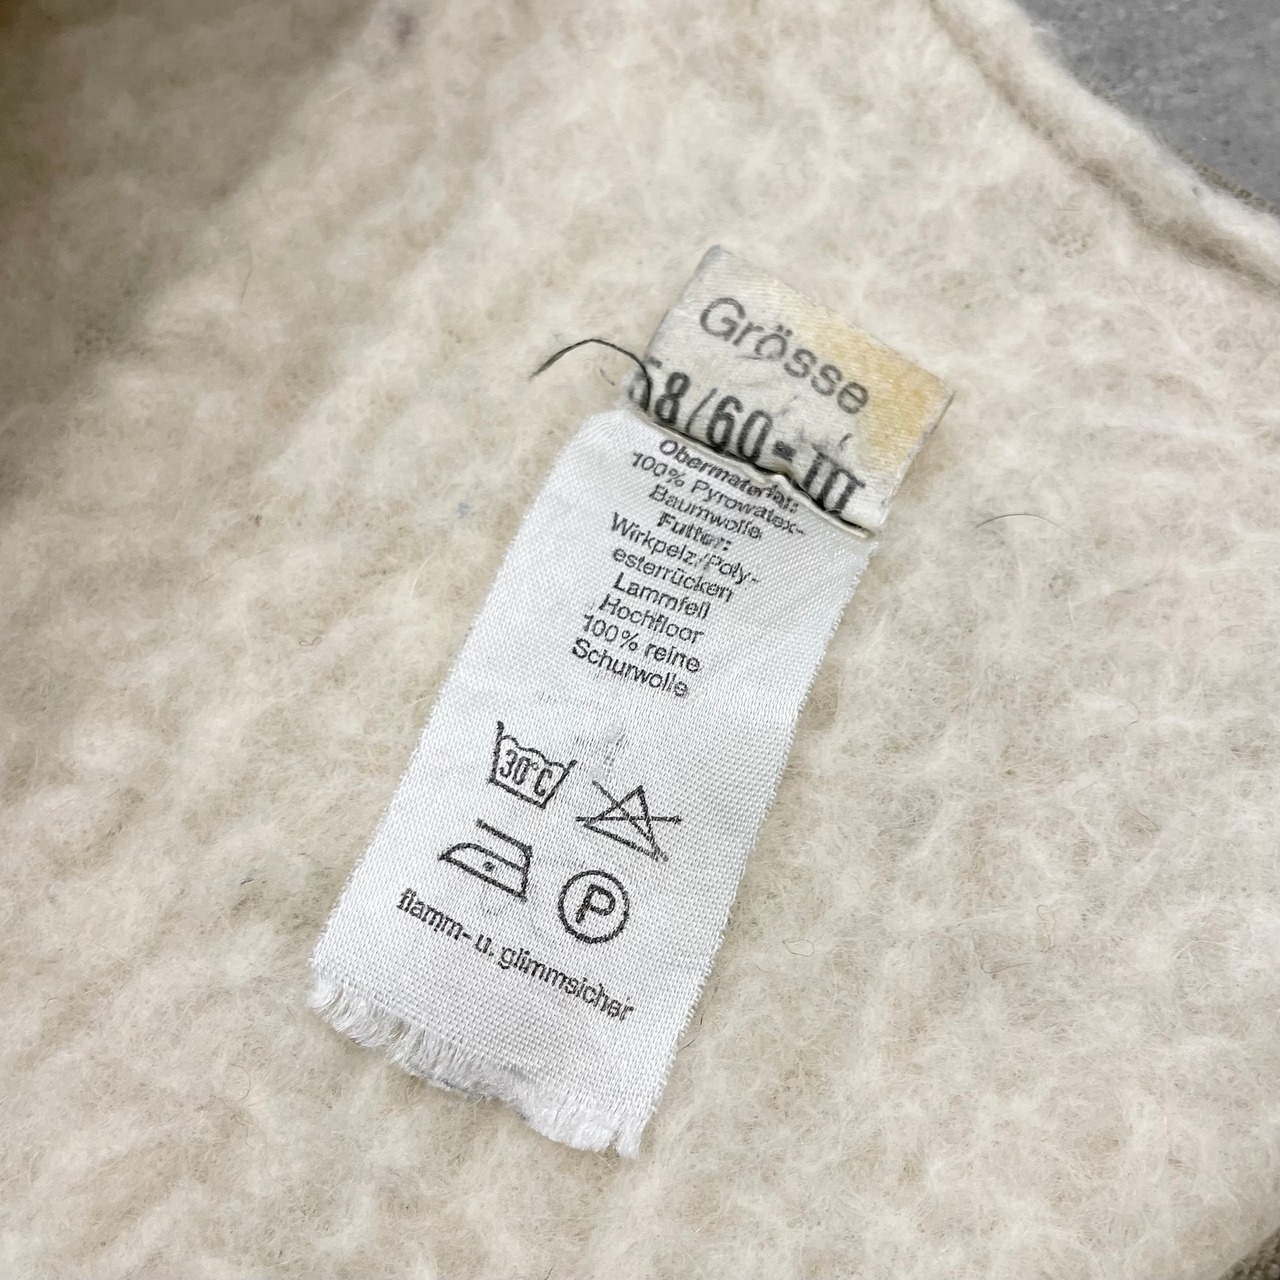 Grösse
58/60-III
Obermaterial:
100% Pyrowatex-
Baumwolle
Futter:
Wirkpelz/Poly-
esterrücken
Lammfell
Hochfloor
100% reine
Schurwolle
30°C
P
flamm- u. glimmsicher